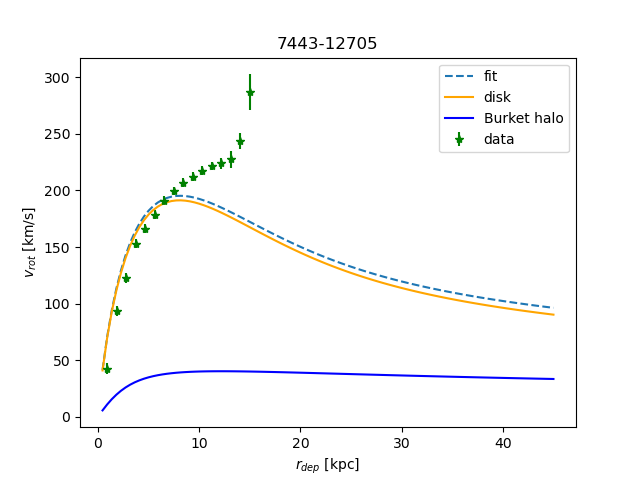 7443-12705
fit
disk
Burket halo
data
300
250
200
150
100
50
0
v_rot [km/s]
0 10 20 30 40
r_dep [kpc]